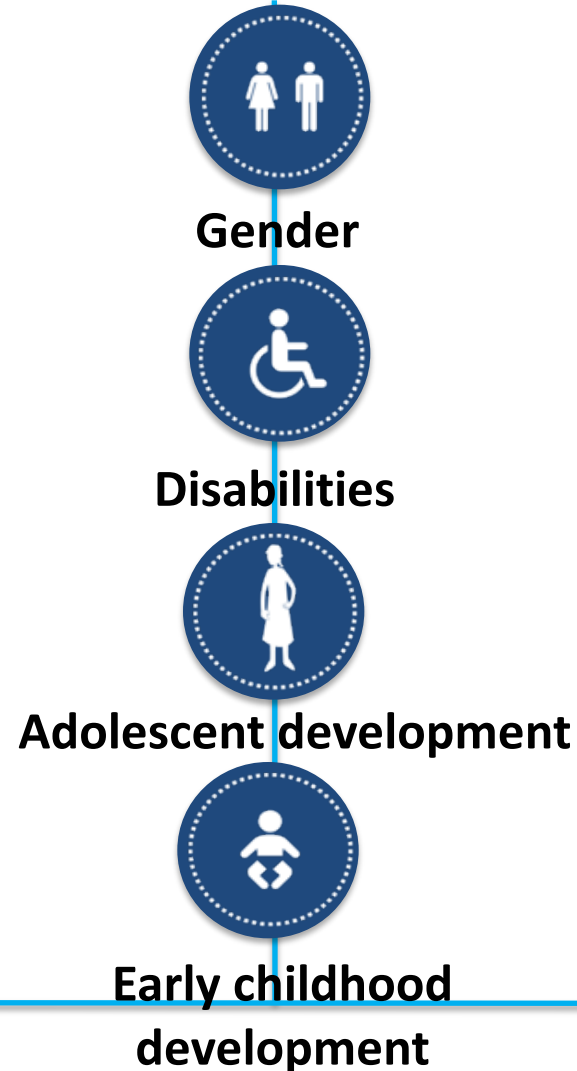 Gender
Disabilities
Adolescent development
Early childhood
development